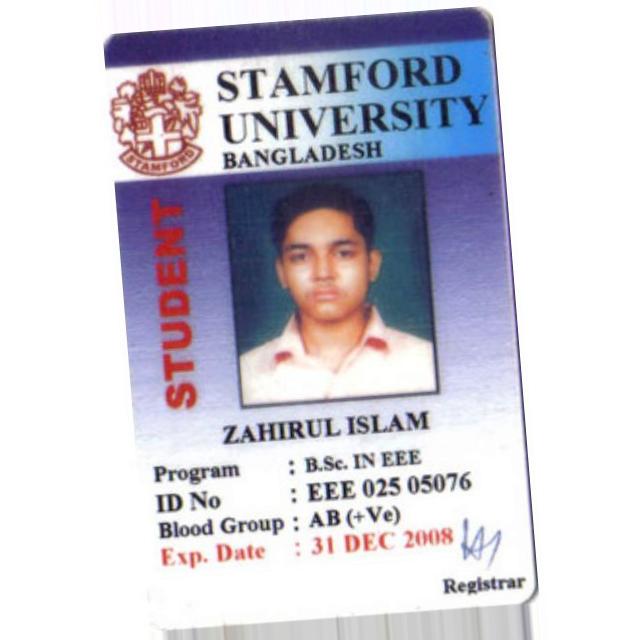 STAMFORD
UNIVERSITY
BANGLADESH
STAMFORD
STUDENT
ZAHIRUL ISLAM
Program : B.Sc. IN EEE
ID No : EEE 025 05076
Blood Group : AB (+Ve)
Exp. Date : 31 DEC 2008
Registrar